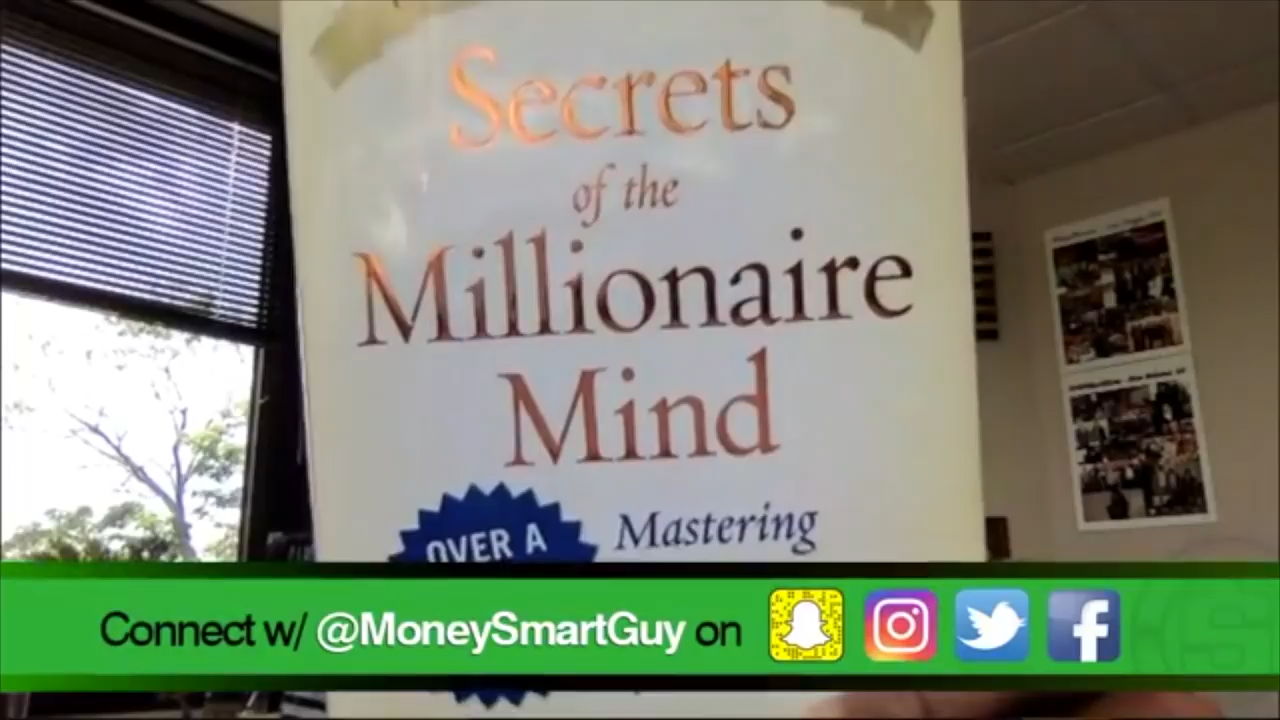 Secrets
of the
Millionaire
Mind
OVER A
Mastering
Connect w/ @MoneySmartGuy on